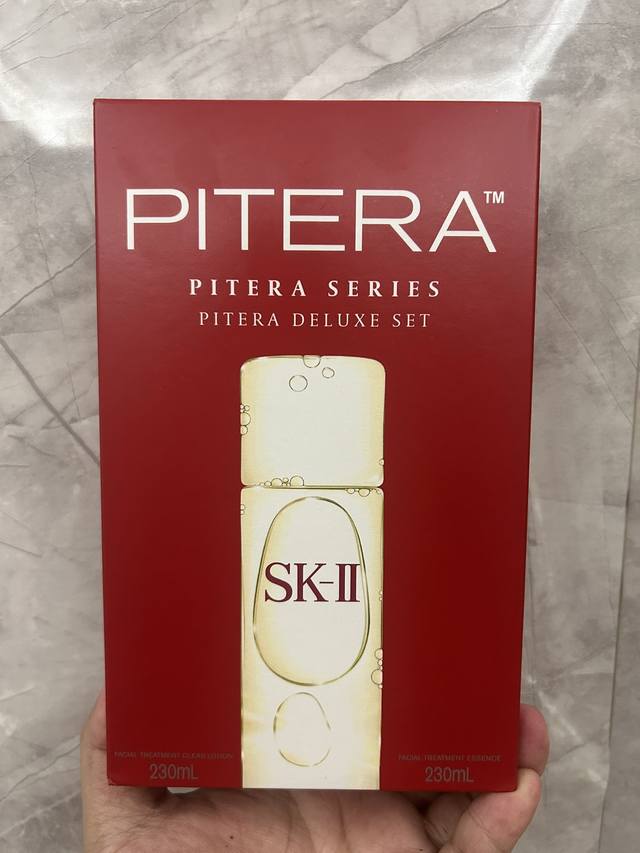 PITERA™
PITERA SERIES
PITERA DELUXE SET
SK-II
FACIAL TREATMENT CLEAR LOTION
230mL
FACIAL TREATMENT ESSENCE
230mL